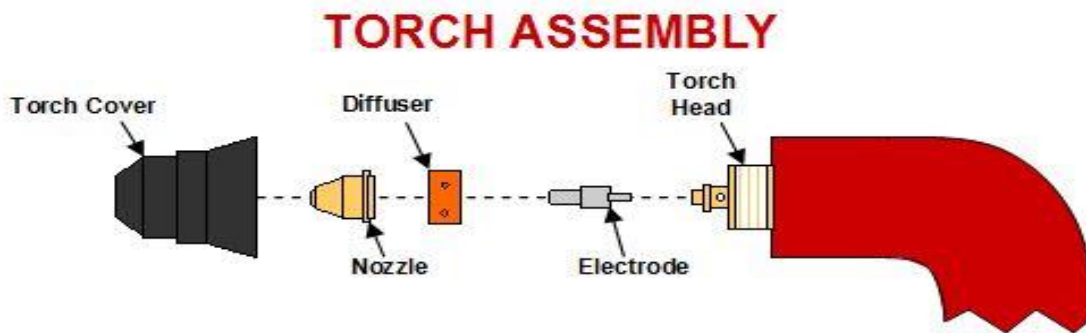 TORCH ASSEMBLY
Torch Cover
Diffuser
Torch
Head
Nozzle
Electrode